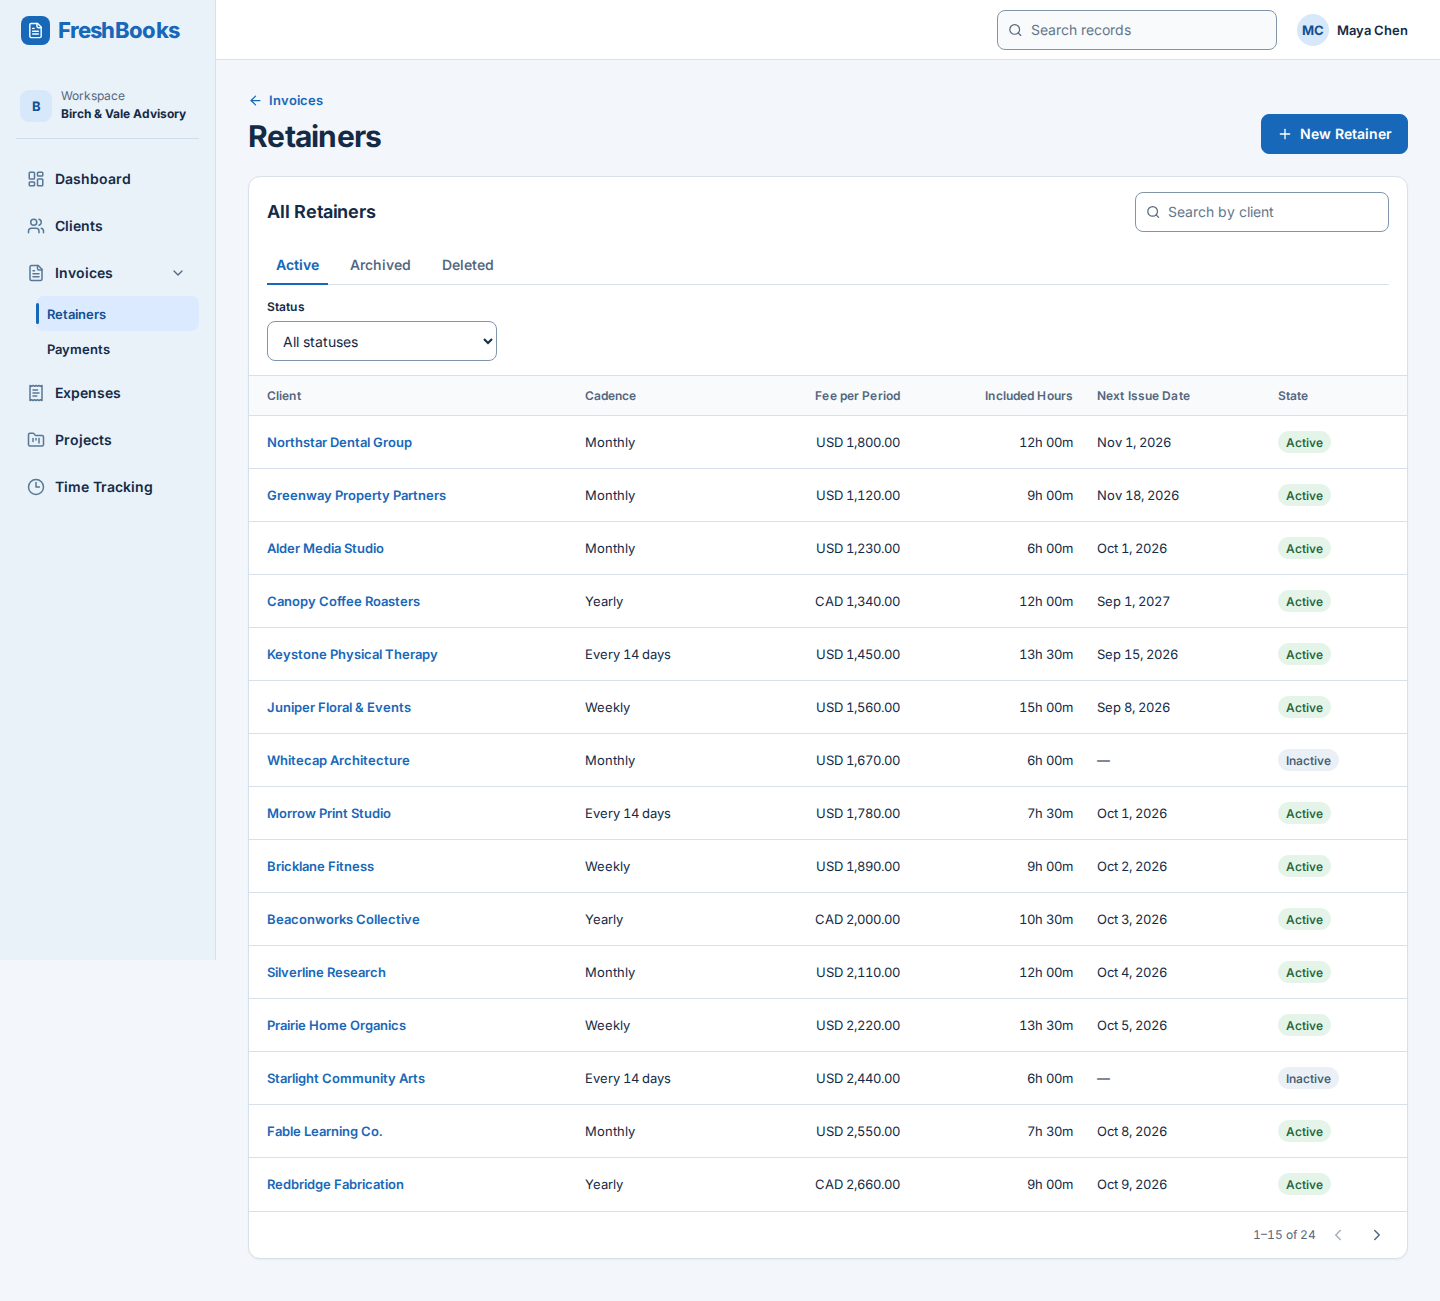 FreshBooks
Search records
MC Maya Chen
B Workspace
Birch & Vale Advisory
Dashboard
Clients
Invoices
Retainers
Payments
Expenses
Projects
Time Tracking
Invoices
Retainers
New Retainer
All Retainers
Search by client
Active Archived Deleted
Status
All statuses
Client Cadence Fee per Period Included Hours Next Issue Date State
Northstar Dental Group Monthly USD 1,800.00 12h 00m Nov 1, 2026 Active
Greenway Property Partners Monthly USD 1,120.00 9h 00m Nov 18, 2026 Active
Alder Media Studio Monthly USD 1,230.00 6h 00m Oct 1, 2026 Active
Canopy Coffee Roasters Yearly CAD 1,340.00 12h 00m Sep 1, 2027 Active
Keystone Physical Therapy Every 14 days USD 1,450.00 13h 30m Sep 15, 2026 Active
Juniper Floral & Events Weekly USD 1,560.00 15h 00m Sep 8, 2026 Active
Whitecap Architecture Monthly USD 1,670.00 6h 00m — Inactive
Morrow Print Studio Every 14 days USD 1,780.00 7h 30m Oct 1, 2026 Active
Bricklane Fitness Weekly USD 1,890.00 9h 00m Oct 2, 2026 Active
Beaconworks Collective Yearly CAD 2,000.00 10h 30m Oct 3, 2026 Active
Silverline Research Monthly USD 2,110.00 12h 00m Oct 4, 2026 Active
Prairie Home Organics Weekly USD 2,220.00 13h 30m Oct 5, 2026 Active
Starlight Community Arts Every 14 days USD 2,440.00 6h 00m — Inactive
Fable Learning Co. Monthly USD 2,550.00 7h 30m Oct 8, 2026 Active
Redbridge Fabrication Yearly CAD 2,660.00 9h 00m Oct 9, 2026 Active
1–15 of 24